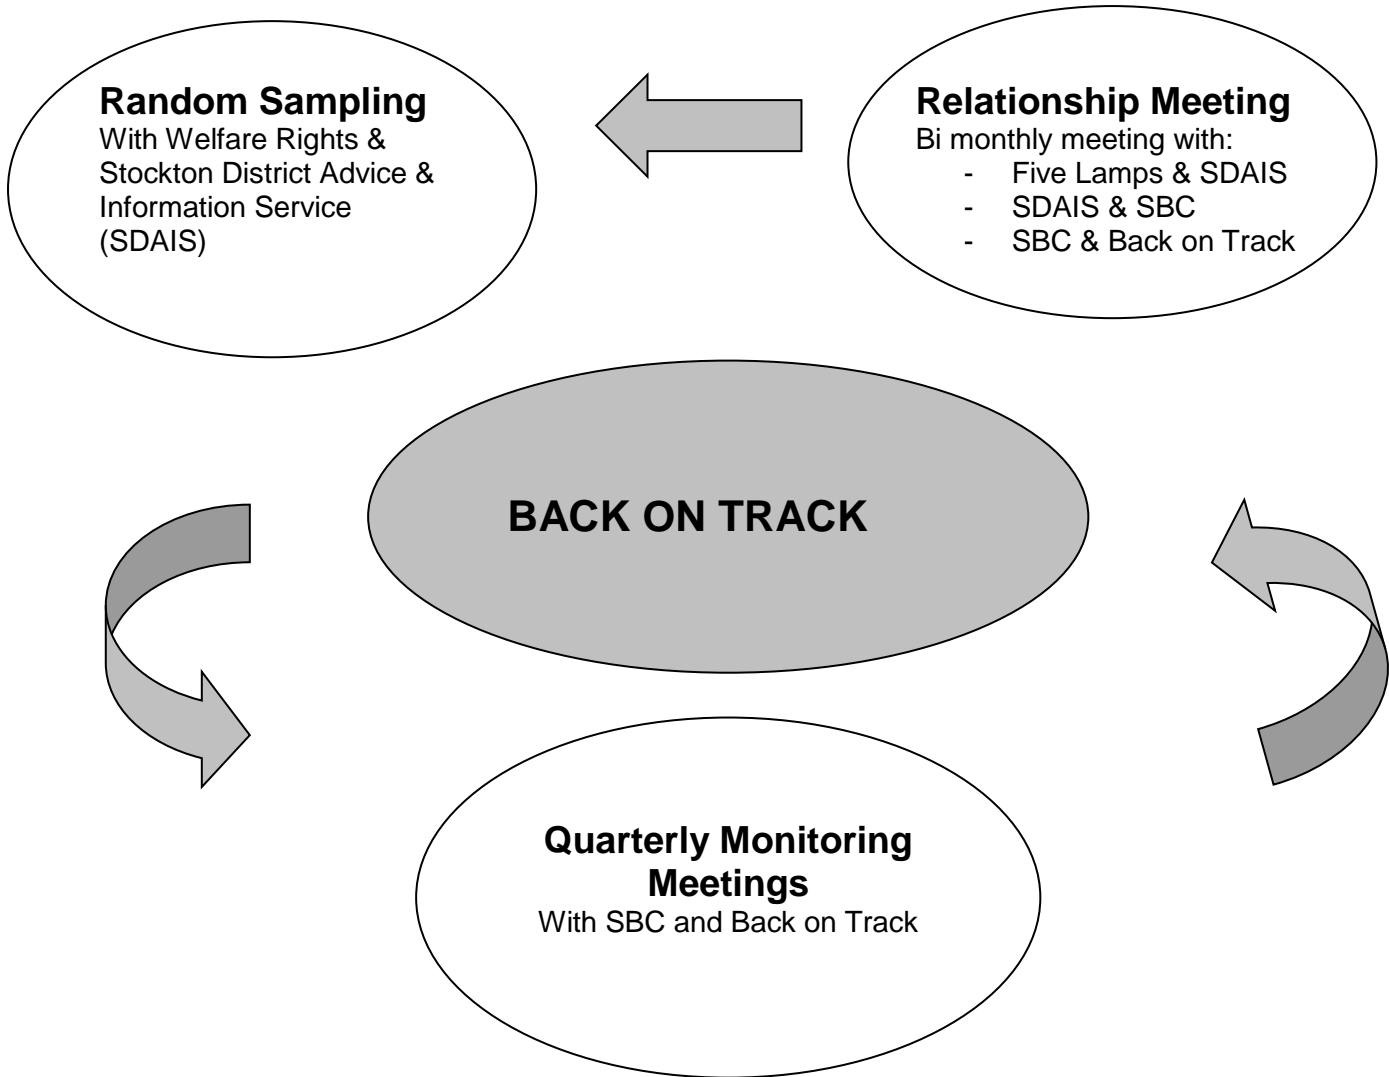 Random Sampling
With Welfare Rights &
Stockton District Advice &
Information Service
(SDAIS)
Relationship Meeting
Bi monthly meeting with:
- Five Lamps & SDAIS
- SDAIS & SBC
- SBC & Back on Track
BACK ON TRACK
Quarterly Monitoring
Meetings
With SBC and Back on Track